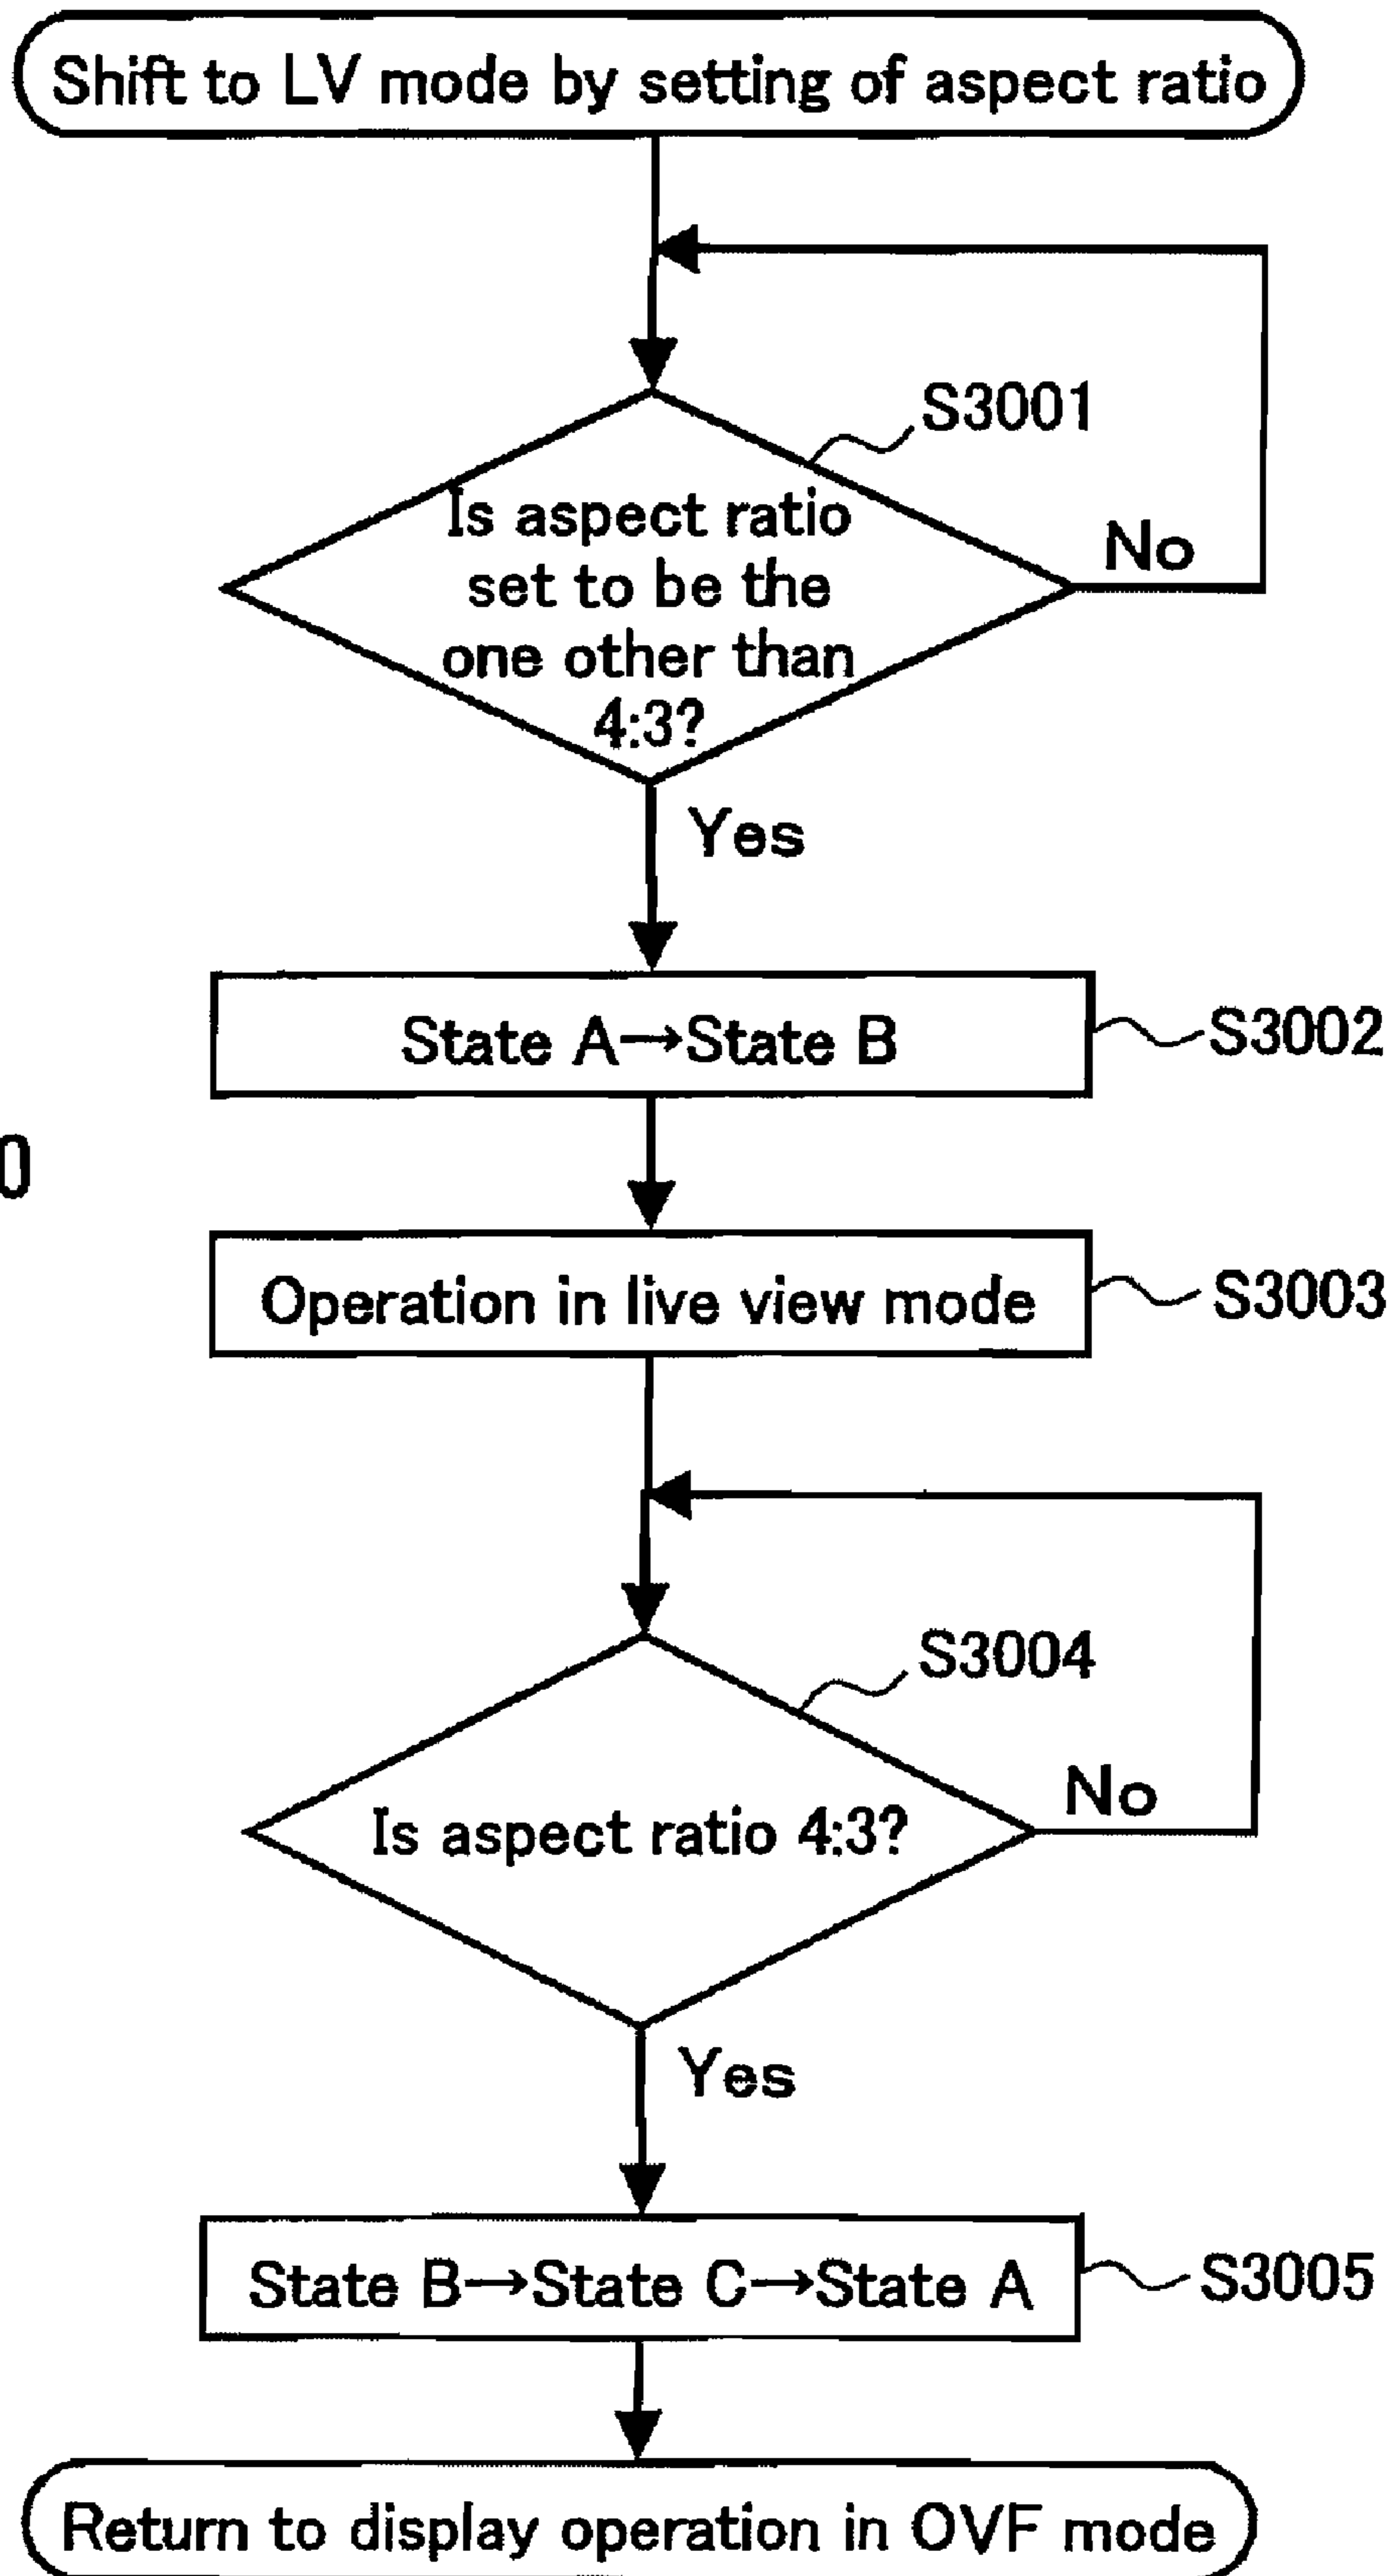 Shift to LV mode by setting of aspect ratio
S3001
Is aspect ratio
set to be the
one other than
4:3?
No
Yes
State A→State B
S3002
0
Operation in live view mode
S3003
S3004
Is aspect ratio 4:3?
No
Yes
State B→State C→State A
S3005
Return to display operation in OVF mode